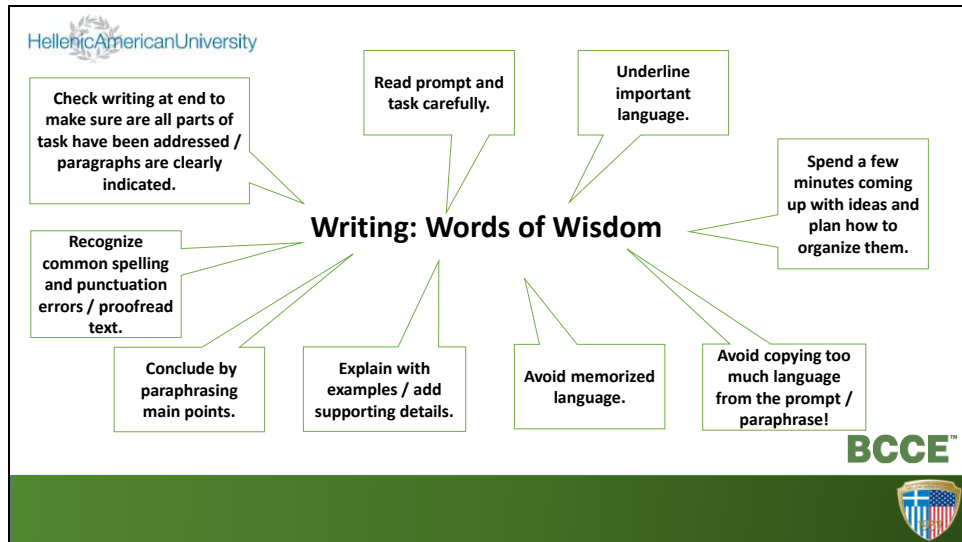 HellenicAmericanUniversity
Check writing at end to
make sure are all parts of
task have been addressed /
paragraphs are clearly
indicated.
Read prompt and
task carefully.
Underline
important
language.
Spend a few
minutes coming
up with ideas and
plan how to
organize them.
Writing: Words of Wisdom
Recognize
common spelling
and punctuation
errors / proofread
text.
Conclude by
paraphrasing
main points.
Explain with
examples / add
supporting details.
Avoid memorized
language.
Avoid copying too
much language
from the prompt /
paraphrase!
BCCE™